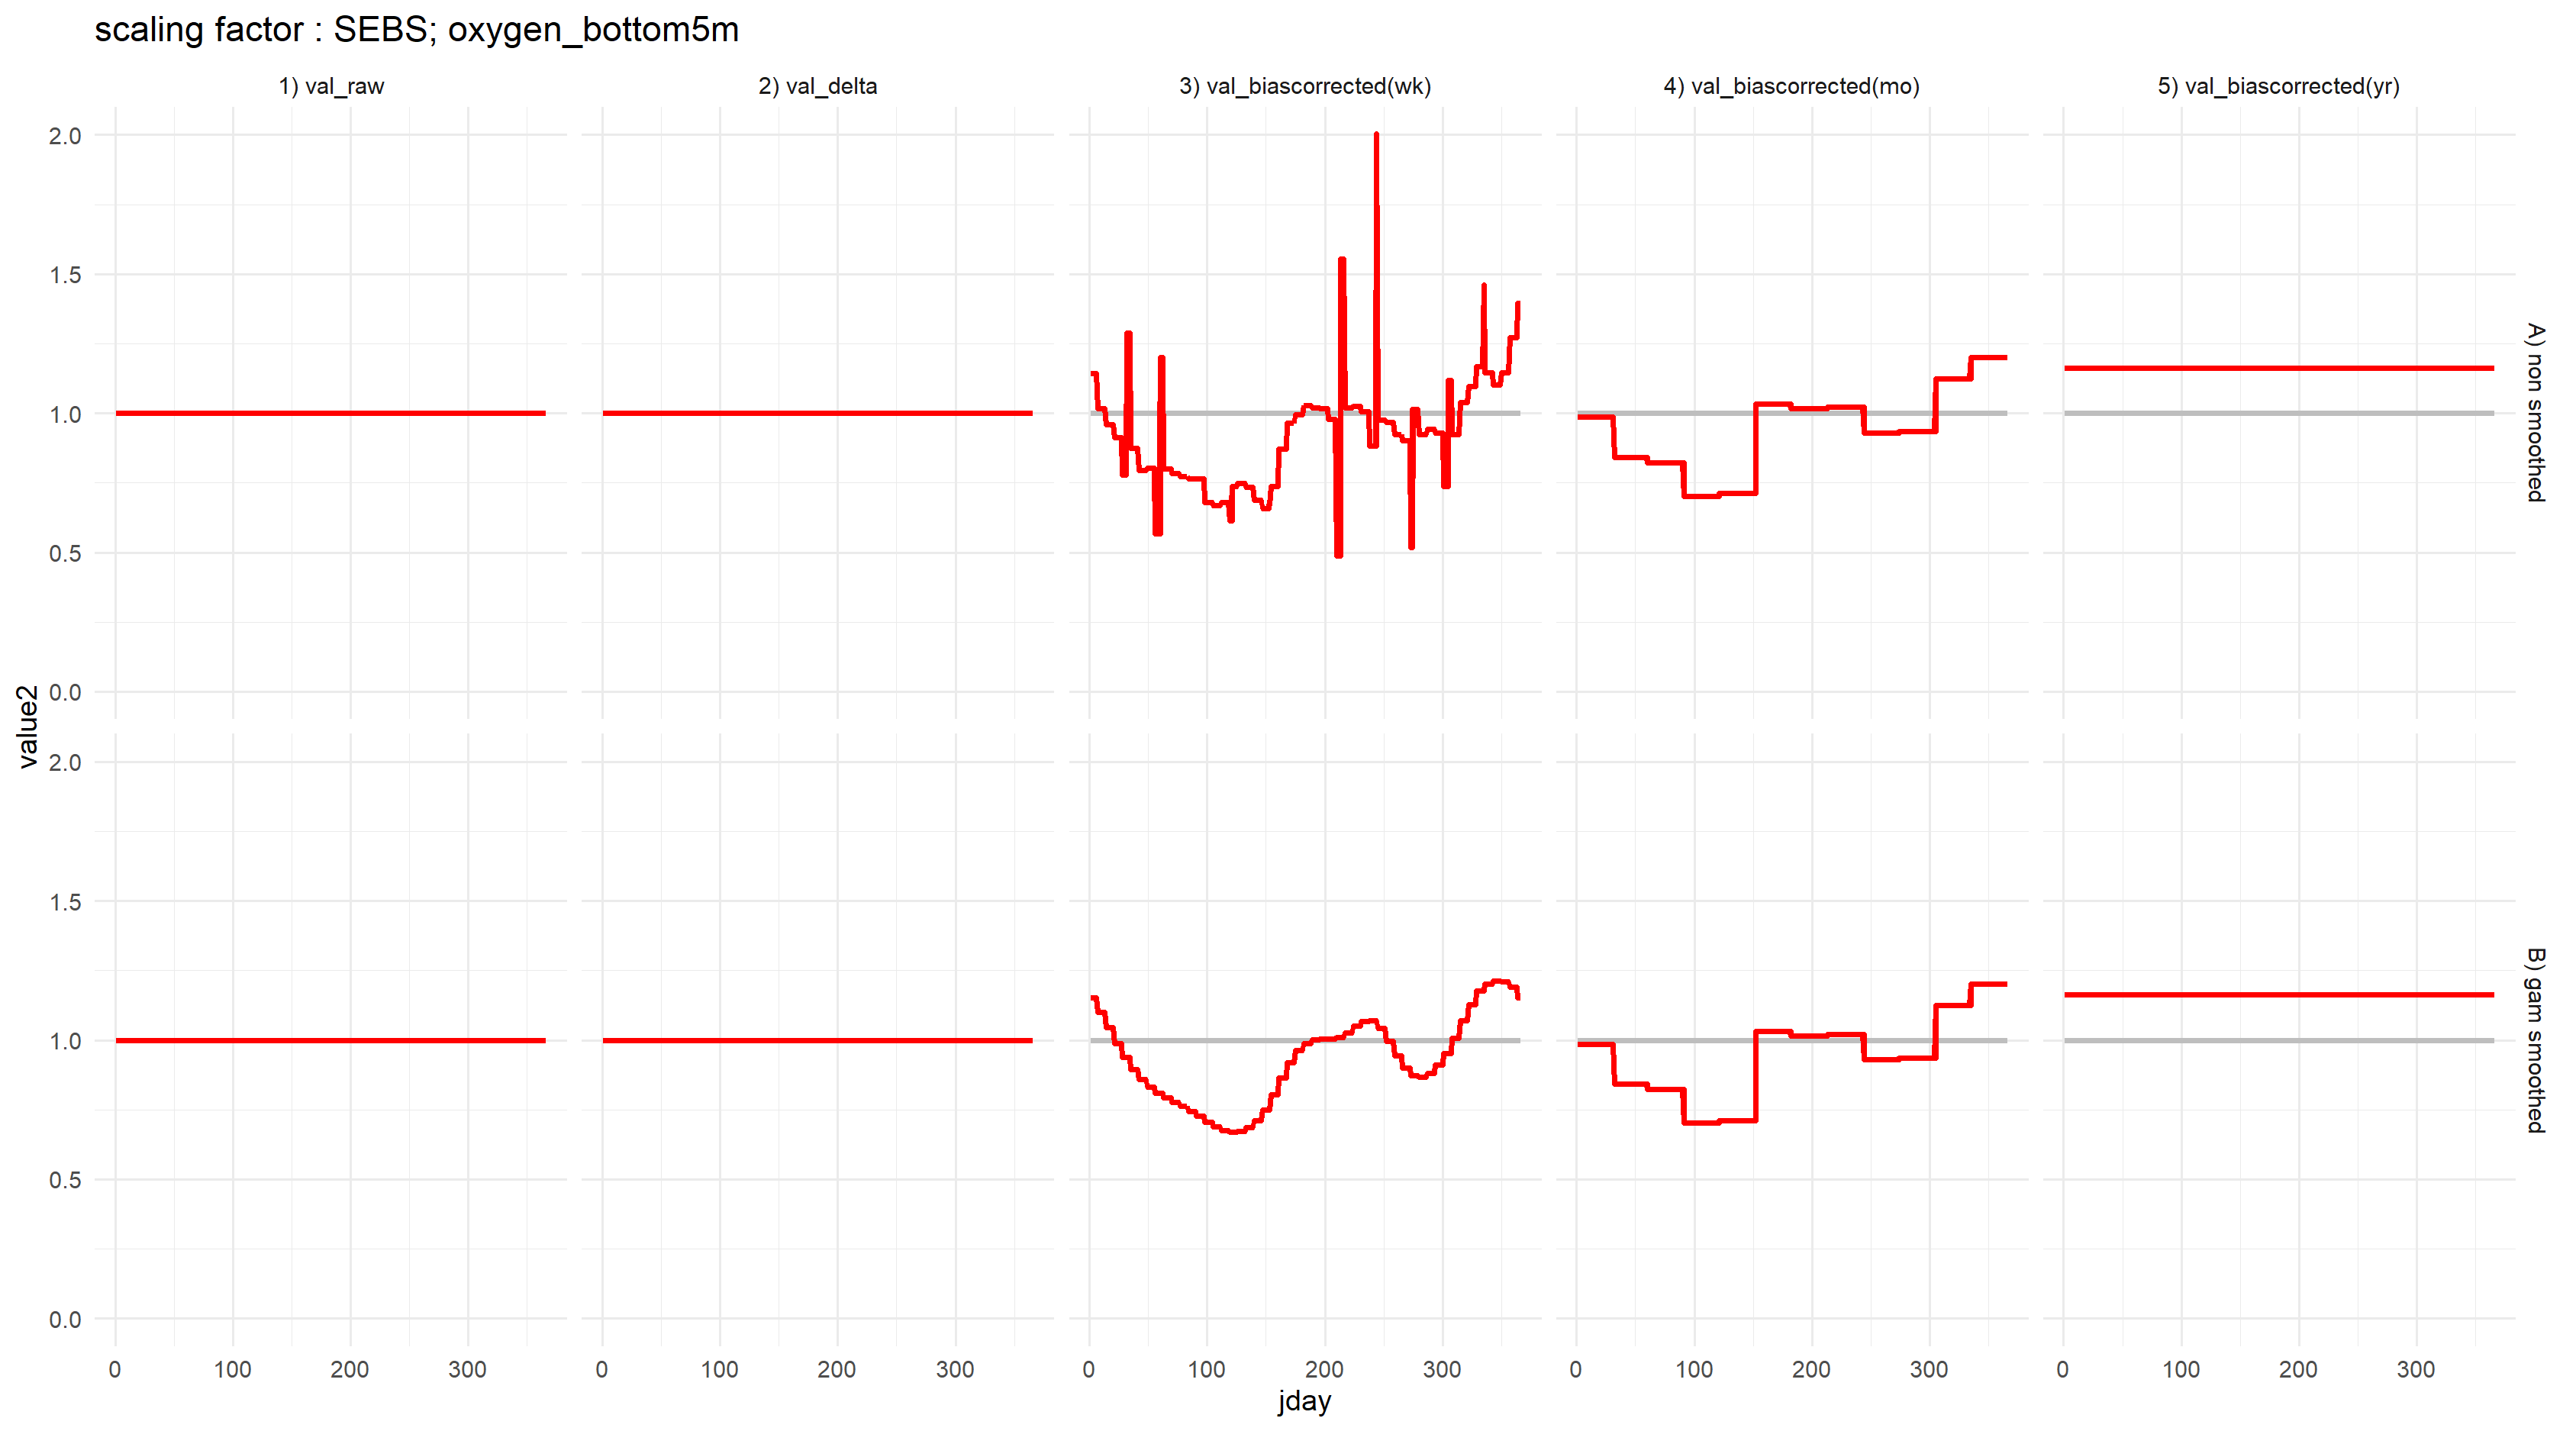 scaling factor : SEBS; oxygen_bottom5m
1) val_raw 2) val_delta 3) val_biascorrected(wk) 4) val_biascorrected(mo) 5) val_biascorrected(yr)
2.0
1.5
1.0
0.5
0.0
A) non smoothed
value2
2.0
1.5
1.0
0.5
0.0
B) gam smoothed
0 100 200 300 0 100 200 300 0 100 200 300 0 100 200 300 0 100 200 300
jday